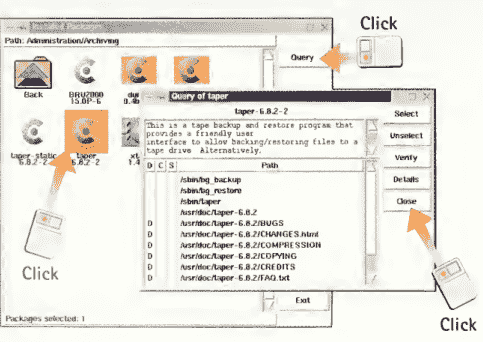 Click
Path: Administration/Archiving
Query
Back
BRU2000
15.0P-6
Query of taper
taper-6.8.2-2
This is a tape backup and restore program that
provides a friendly user
interface to allow backing/restoring files to a
tape drive. Alternatively,
Select
Unselect
Verify
Details
Close
taper-static
6.8.2-2
taper
6.8.2-2
D C S Path
/sbin/bg_backup
/sbin/bg_restore
/sbin/taper
/usr/doc/taper-6.8.2
D /usr/doc/taper-6.8.2/BUGS
D /usr/doc/taper-6.8.2/CHANGES.html
D /usr/doc/taper-6.8.2/COMPRESSION
D /usr/doc/taper-6.8.2/COPYING
D /usr/doc/taper-6.8.2/CREDITS
D /usr/doc/taper-6.8.2/FAQ.txt
Click
Exit
Packages selected: 1
Click